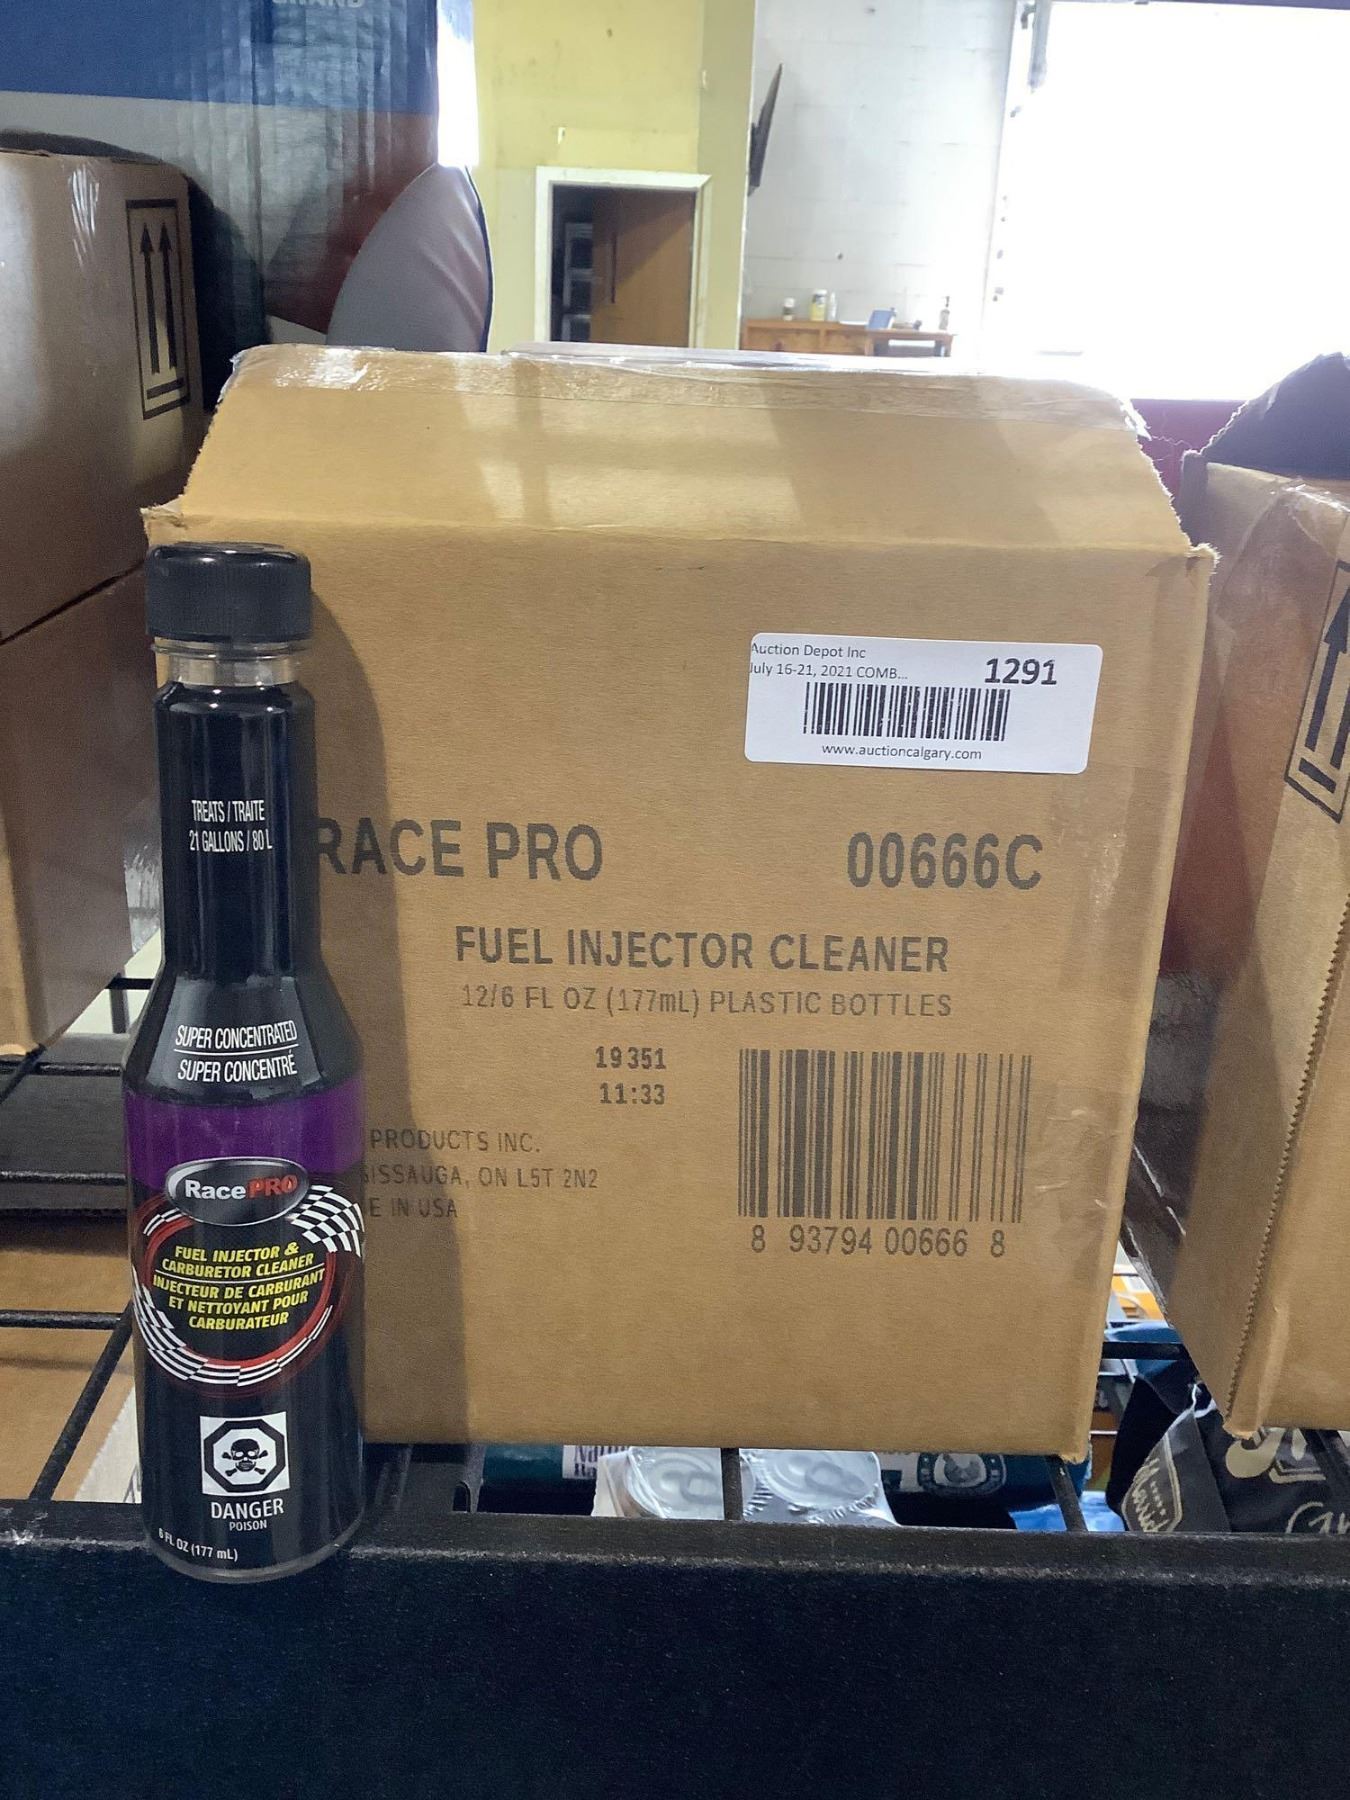 Auction Depot Inc
July 16-21, 2021 COMB...
1291
www.auctioncalgary.com
RACE PRO
00666C
FUEL INJECTOR CLEANER
12/6 FL OZ (177mL) PLASTIC BOTTLES
19351
11:33
PRODUCTS INC.
ON L5T 2N2
IN USA
8 93794 00666 8
TREATS / TRAITE
21 GALLONS / 80 L
SUPER CONCENTRATED
SUPER CONCENTRÉ
RacePRO
FUEL INJECTOR &
CARBURETOR CLEANER
INJECTEUR DE CARBURANT
ET NETTOYANT POUR
CARBURATEUR
DANGER
POISON
6 FL OZ (177 mL)